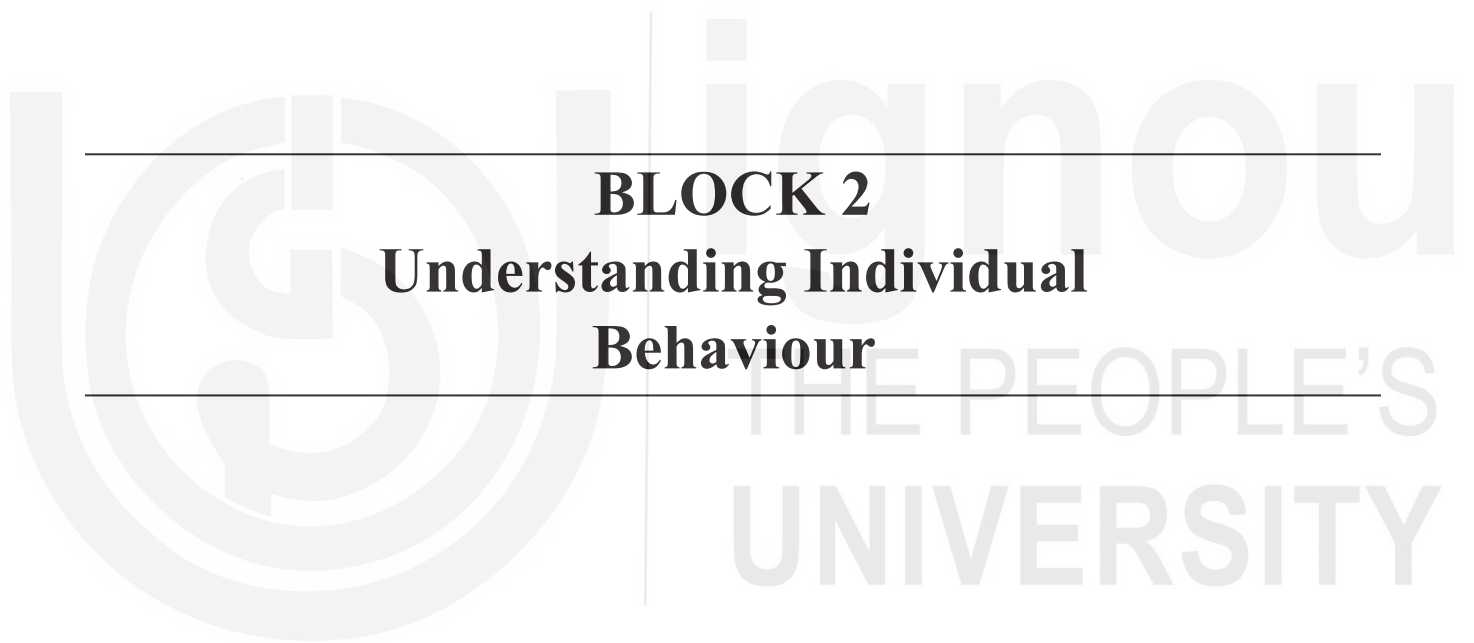 BLOCK 2
Understanding Individual
Behaviour
ignou
THE PEOPLE'S
UNIVERSITY